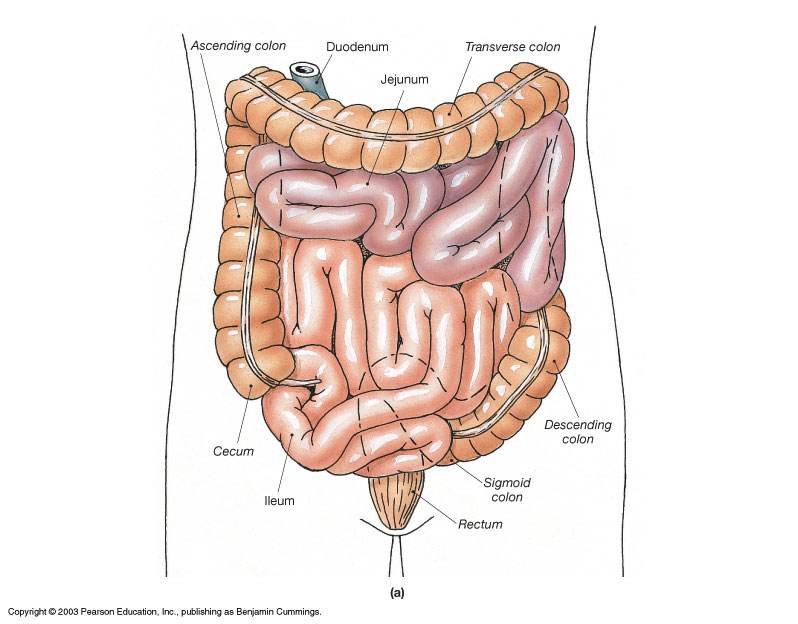 Ascending colon
Duodenum
Transverse colon
Jejunum
Descending
colon
Cecum
Sigmoid
colon
Ileum
Rectum
(a)
Copyright © 2003 Pearson Education, Inc., publishing as Benjamin Cummings.